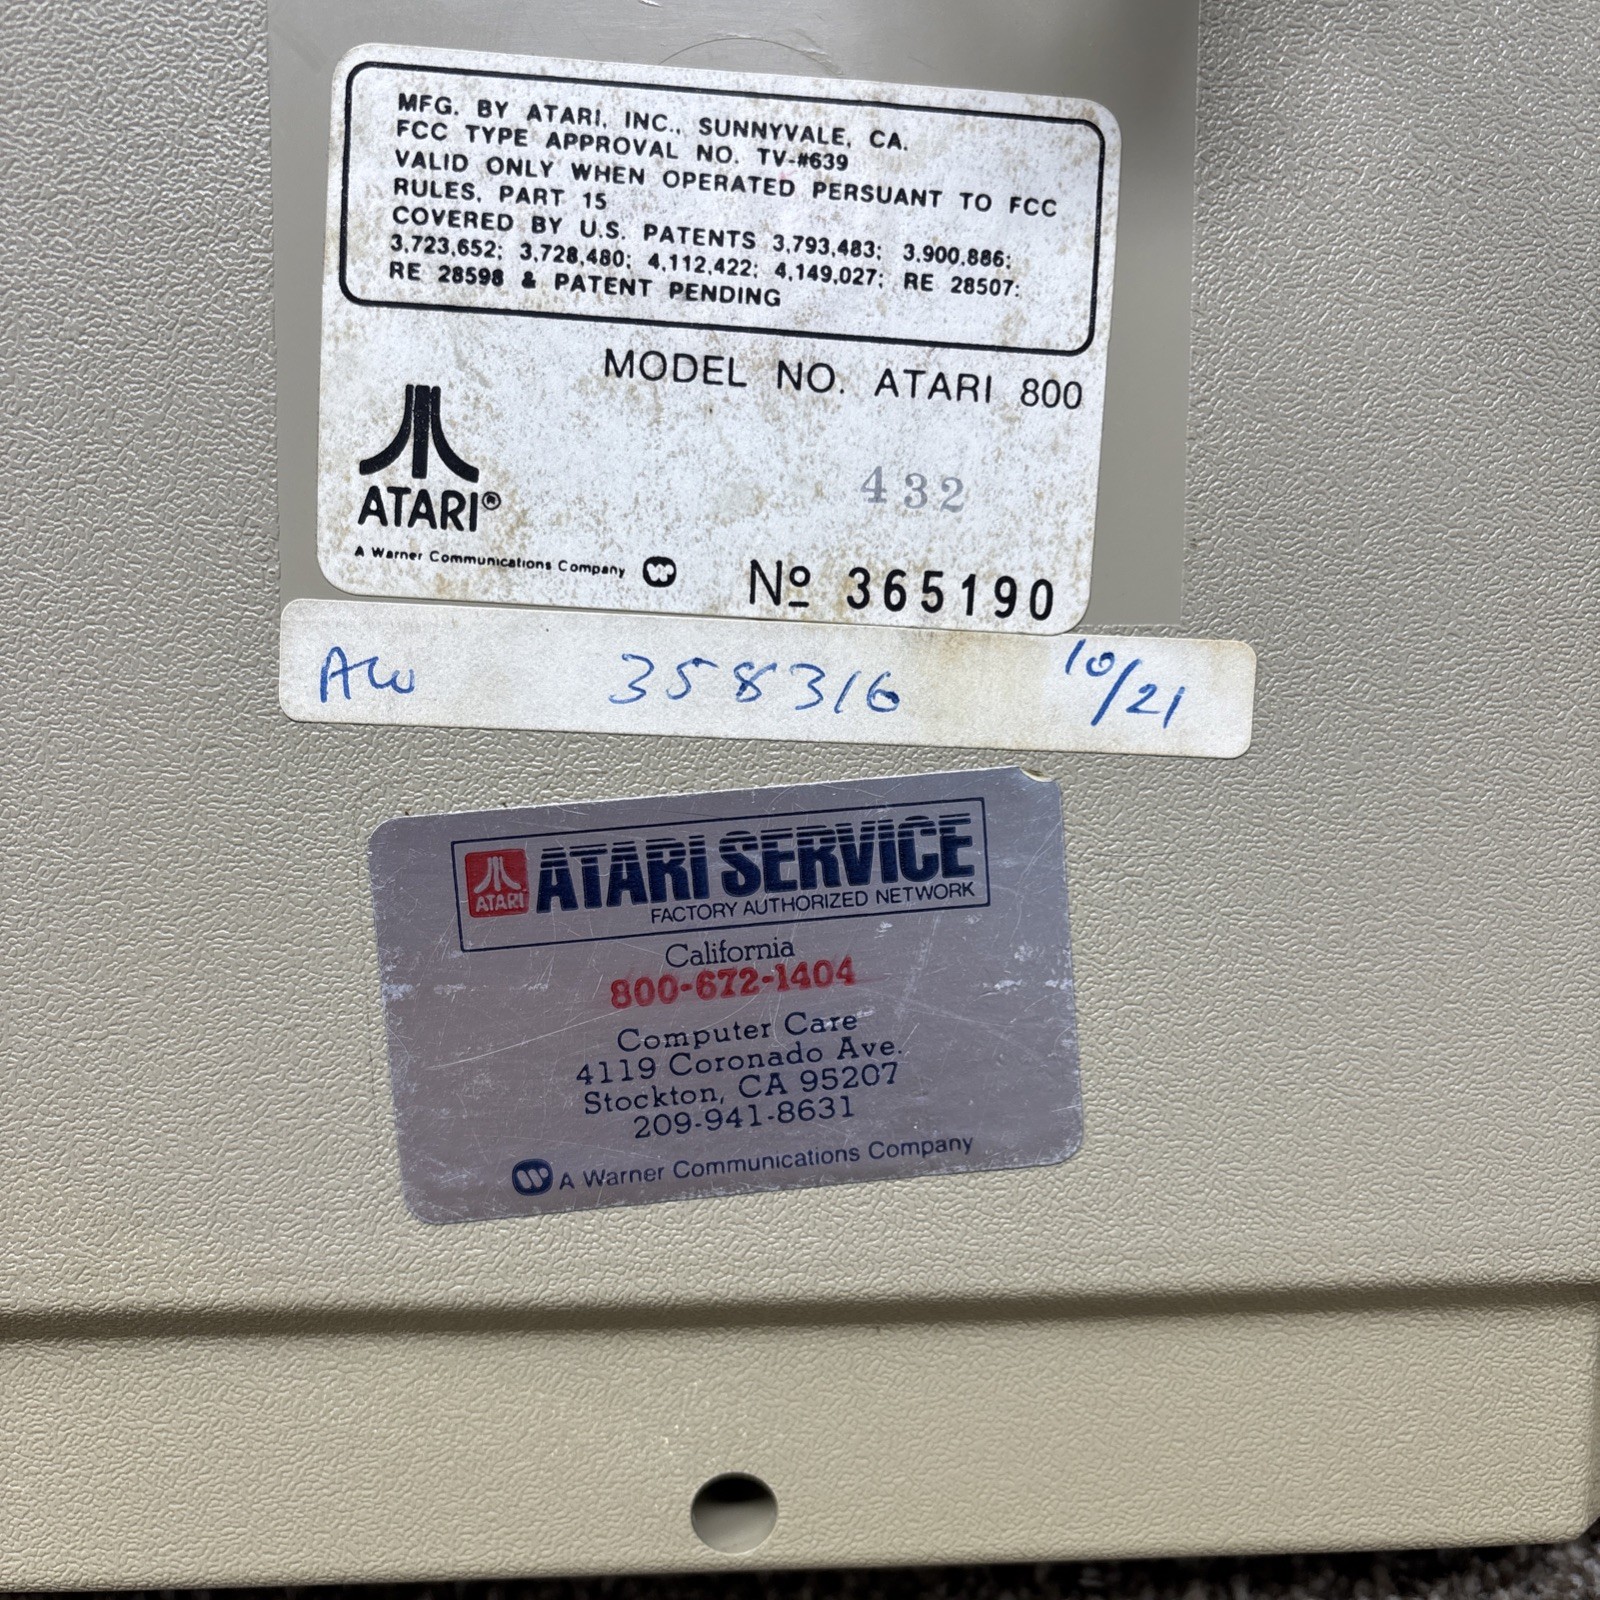 MFG. BY ATARI, INC., SUNNYVALE, CA.
FCC TYPE APPROVAL NO. TV-#639
VALID ONLY WHEN OPERATED PERSUANT TO FCC
RULES, PART 15
COVERED BY U.S. PATENTS 3,793,483; 3,900,886;
3,723,652; 3,728,480; 4,112,422; 4,149,027; RE 28507;
RE 28598 & PATENT PENDING
MODEL NO. ATARI 800
432
ATARI®
A Warner Communications Company
Nº 365190
AW 358316 10/21
ATARI
ATARI SERVICE
FACTORY AUTHORIZED NETWORK
California
800-672-1404
Computer Care
4119 Coronado Ave.
Stockton, CA 95207
209-941-8631
A Warner Communications Company